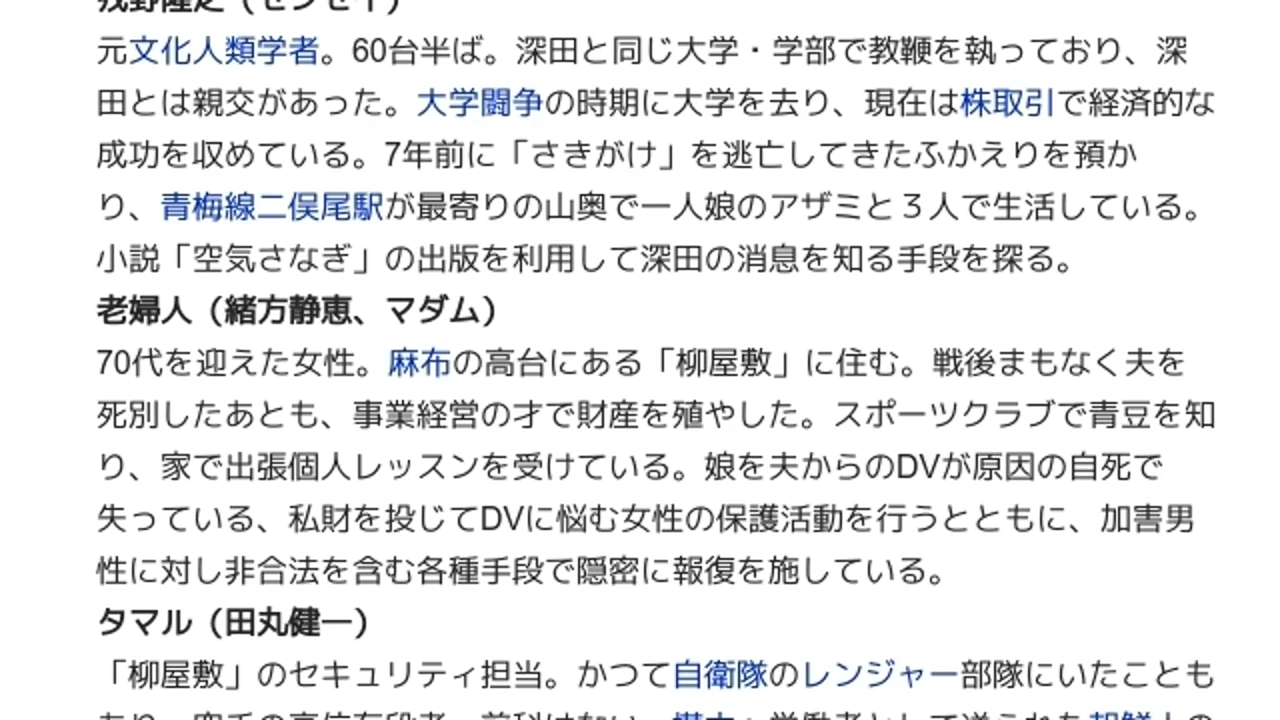 元文化人類学者。60台半ば。深田と同じ大学・学部で教鞭を執っており、深
田とは親交があった。大学闘争の時期に大学を去り、現在は株取引で経済的な
成功を収めている。7年前に「さきがけ」を逃亡してきたふかえりを預か
り、青梅線二俣尾駅が最寄りの山奥で一人娘のアザミと３人で生活している。
小説「空気さなぎ」の出版を利用して深田の消息を知る手段を探る。
老婦人（緒方静恵、マダム）
70代を迎えた女性。麻布の高台にある「柳屋敷」に住む。戦後まもなく夫を
死別したあとも、事業経営の才で財産を殖やした。スポーツクラブで青豆を知
り、家で出張個人レッスンを受けている。娘を夫からのDVが原因の自死で
失っている、私財を投じてDVに悩む女性の保護活動を行うとともに、加害男
性に対し非合法を含む各種手段で隠密に報復を施している。
タマル（田丸健一）
「柳屋敷」のセキュリティ担当。かつて自衛隊のレンジャー部隊にいたことも